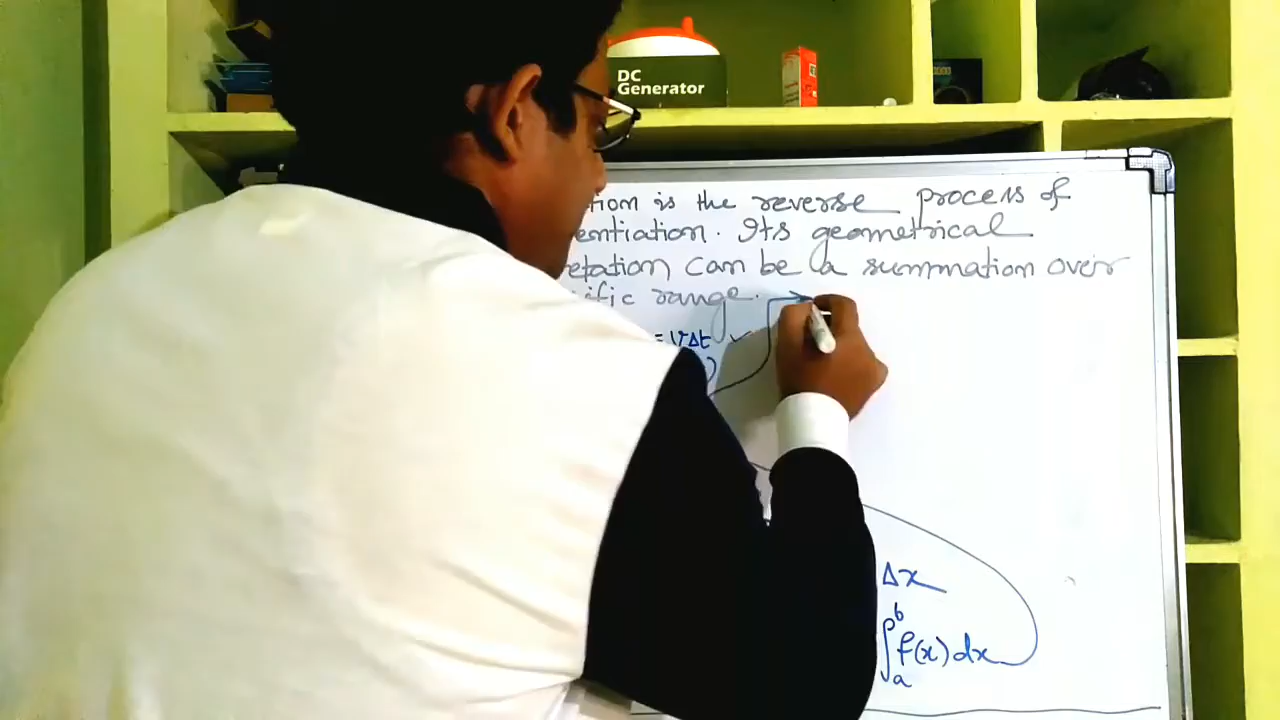 DC
Generator
tion is the reverse process of
entiation. Its geometrical
etation can be a summation over
ific range.
= VΔt ✓
)
Δx
∫ₐᵇ f(x) dx